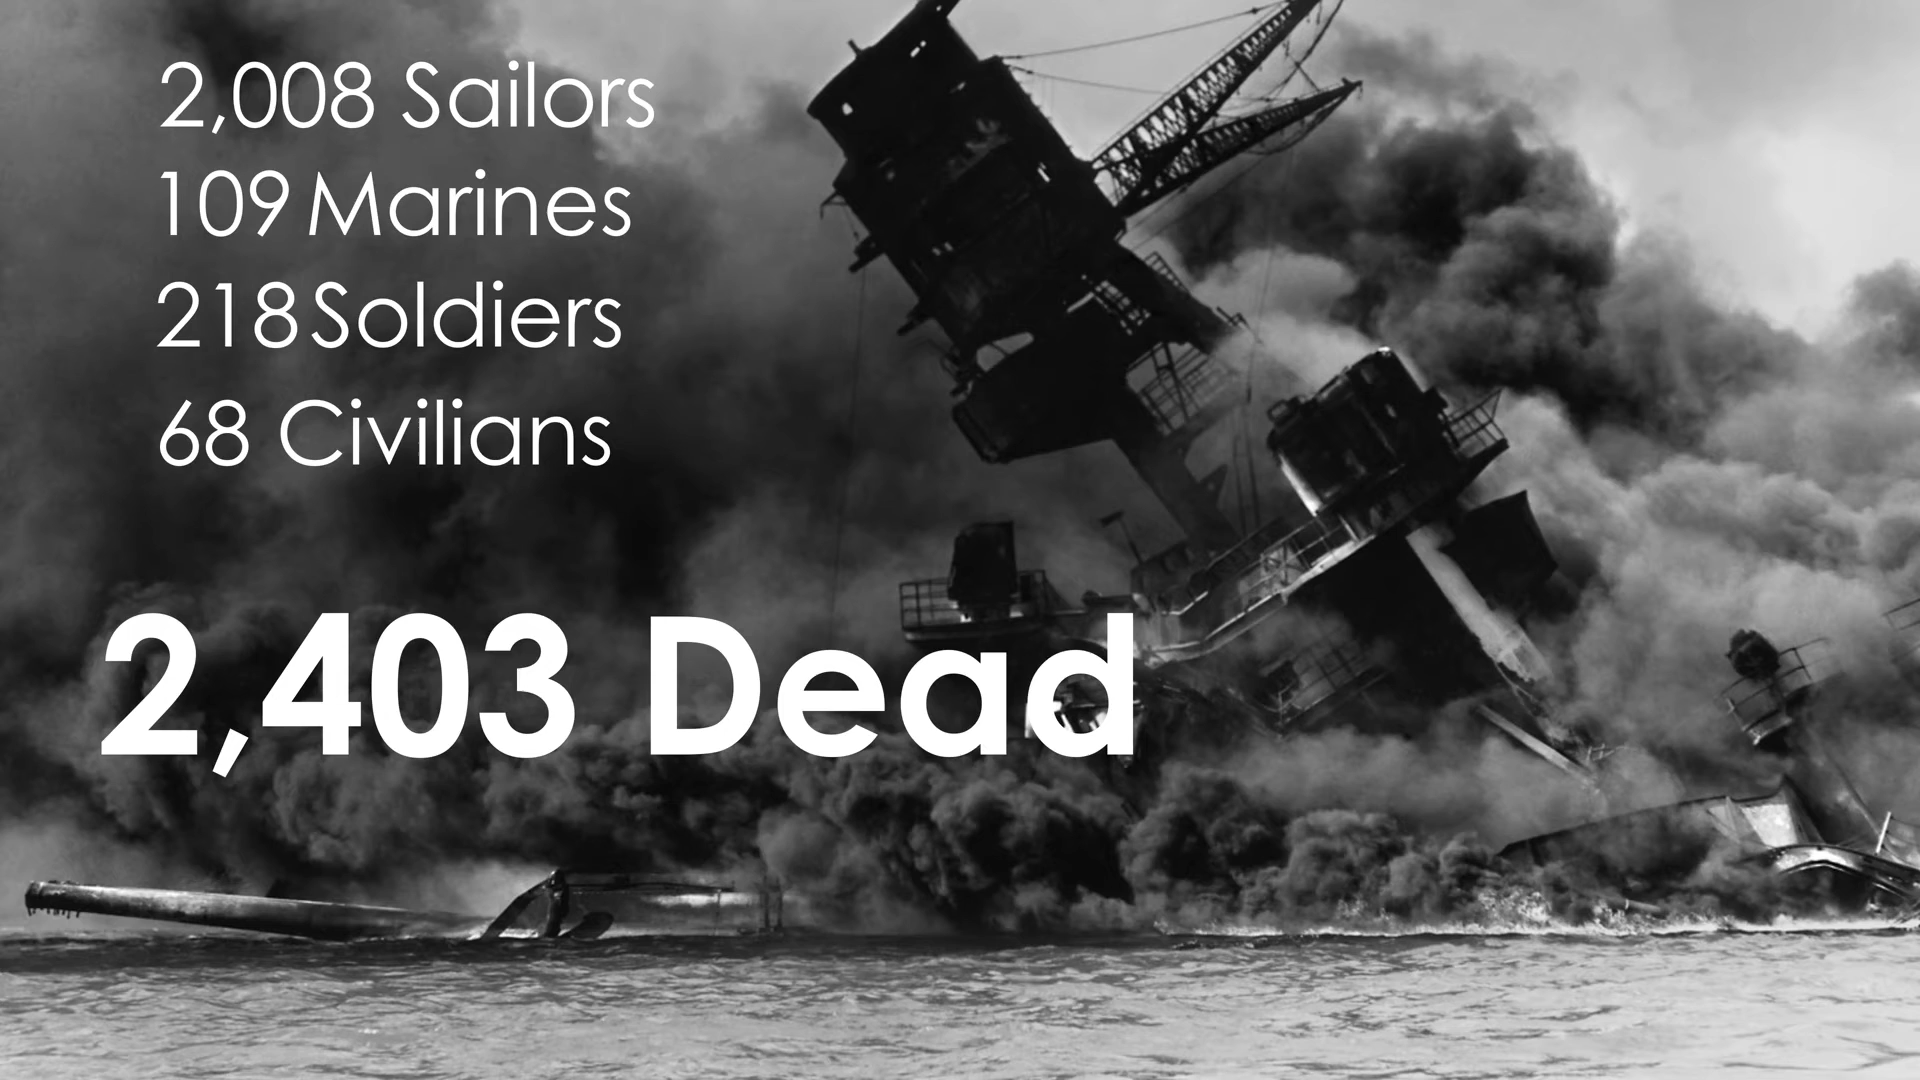 2,008 Sailors
109 Marines
218 Soldiers
68 Civilians
2,403 Dead